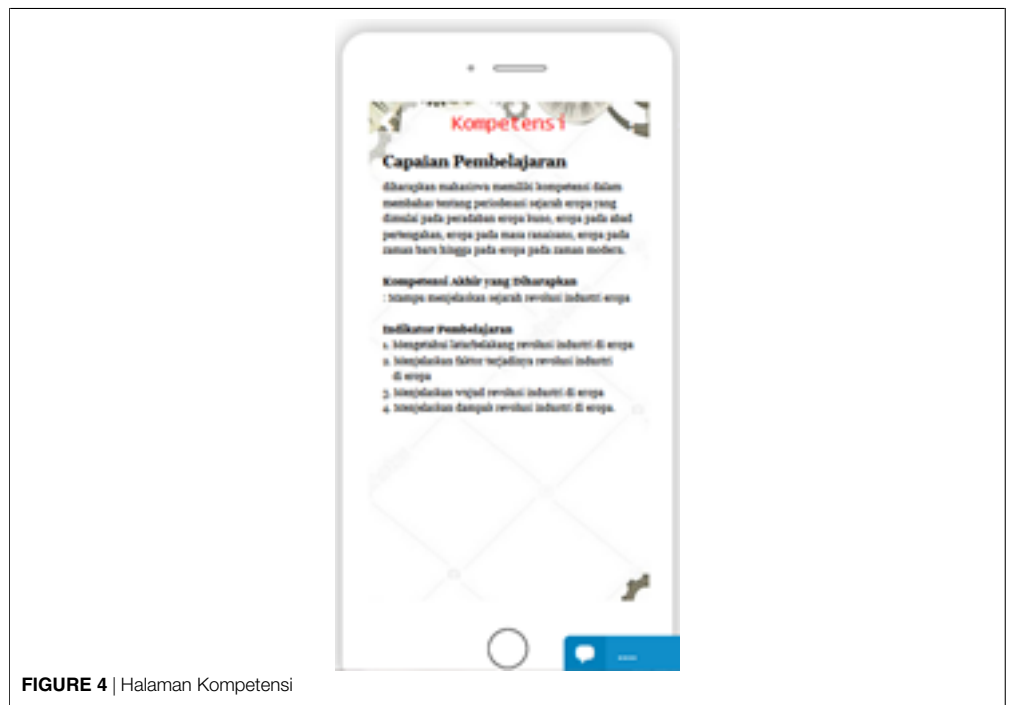 Kompetensi
Capaian Pembelajaran
diharapkan mahasiswa memiliki kompetensi dalam
membahas tentang periodesasi sejarah eropa yang
dimulai pada peradaban eropa kuno, eropa pada abad
pertengahan, eropa pada masa ranaisans, eropa pada
zaman baru hingga pada eropa pada zaman modern.
Kompetensi Akhir yang Diharapkan
: Mampu menjelaskan sejarah revolusi industri eropa
Indikator Pembelajaran
1. Mengetahui latarbelakang revolusi industri di eropa
2. Menjelaskan faktor terjadinya revolusi industri
di eropa
3. Menjelaskan wujud revolusi industri di eropa
4. Menjelaskan dampak revolusi industri di eropa.
FIGURE 4 | Halaman Kompetensi